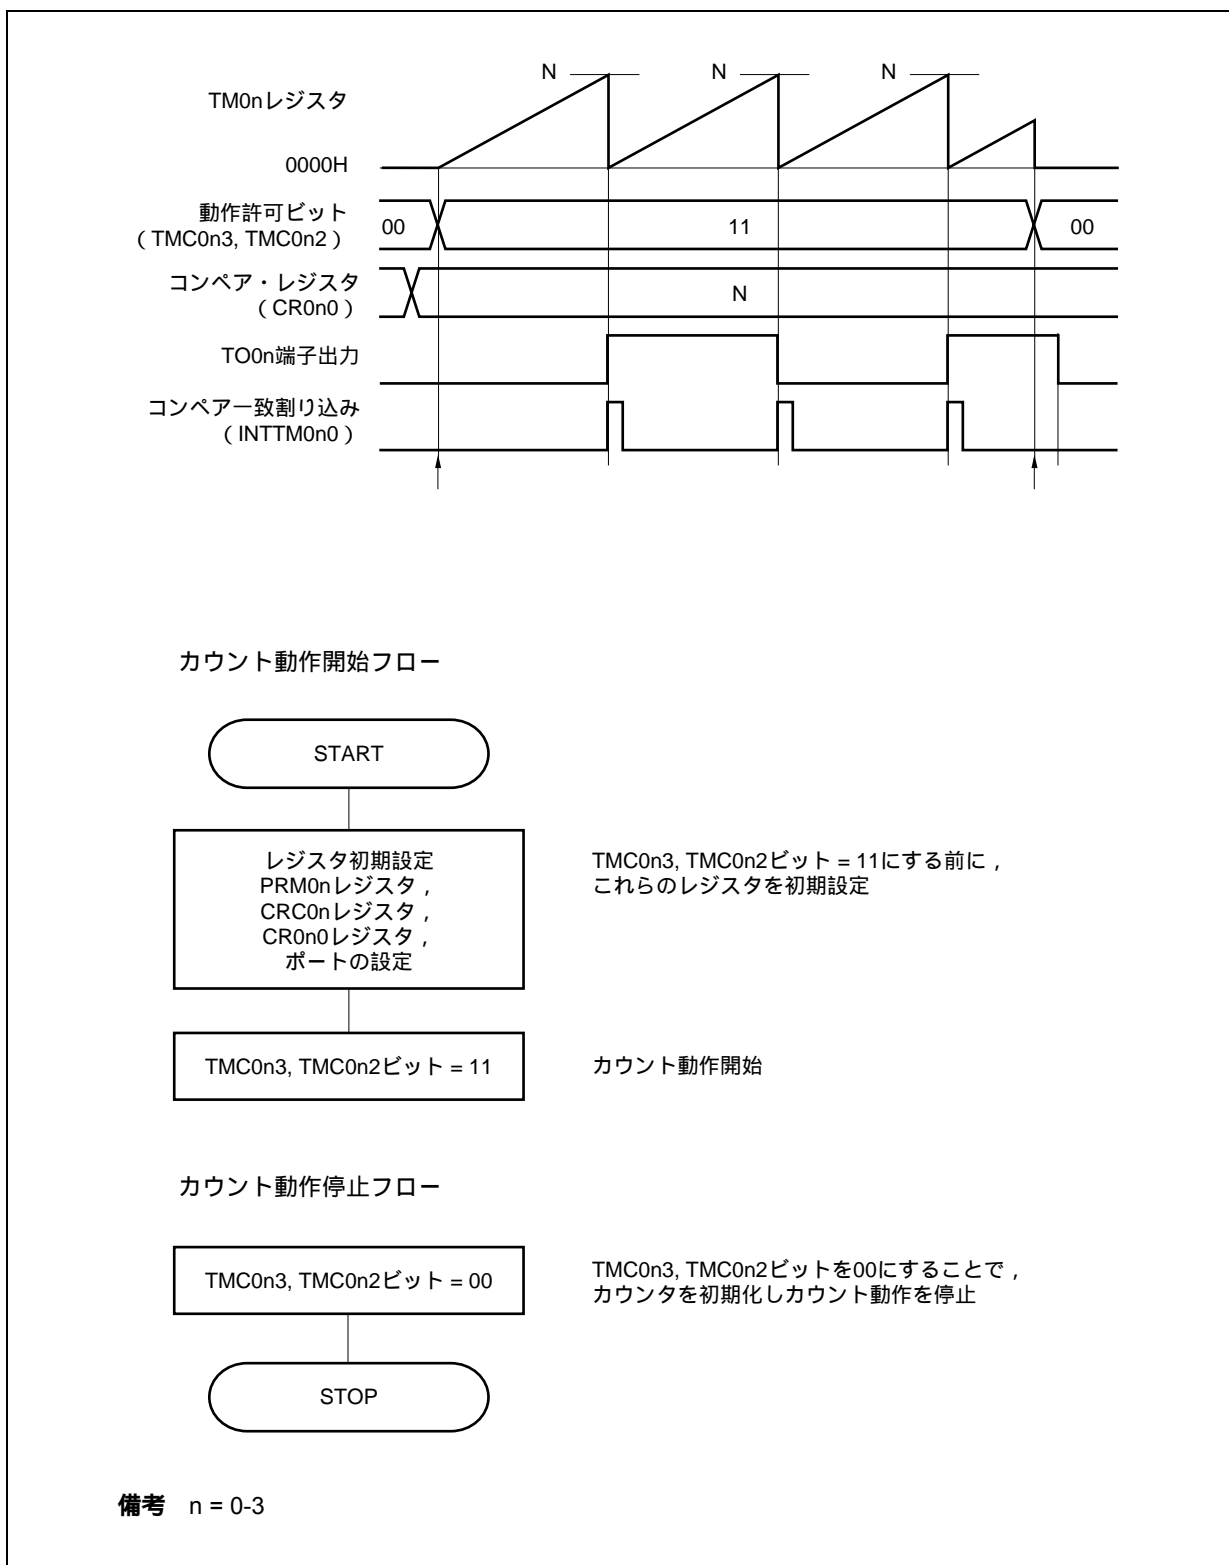 N N N
TM0nレジスタ
0000H
動作許可ビット
（TMC0n3, TMC0n2）
00 11 00
コンペア・レジスタ
（CR0n0）
N
TO0n端子出力
コンペア一致割り込み
（INTTM0n0）
カウント動作開始フロー
START
レジスタ初期設定
PRM0nレジスタ，
CRC0nレジスタ，
CR0n0レジスタ，
ポートの設定
TMC0n3, TMC0n2ビット = 11にする前に，
これらのレジスタを初期設定
TMC0n3, TMC0n2ビット = 11
カウント動作開始
カウント動作停止フロー
TMC0n3, TMC0n2ビット = 00
TMC0n3, TMC0n2ビットを00にすることで，
カウンタを初期化しカウント動作を停止
STOP
備考 n = 0-3